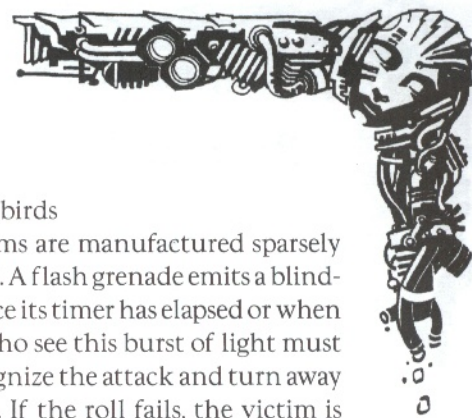 birds
ms are manufactured sparsely
. A flash grenade emits a blind-
ce its timer has elapsed or when
ho see this burst of light must
gnize the attack and turn away
. If the roll fails, the victim is